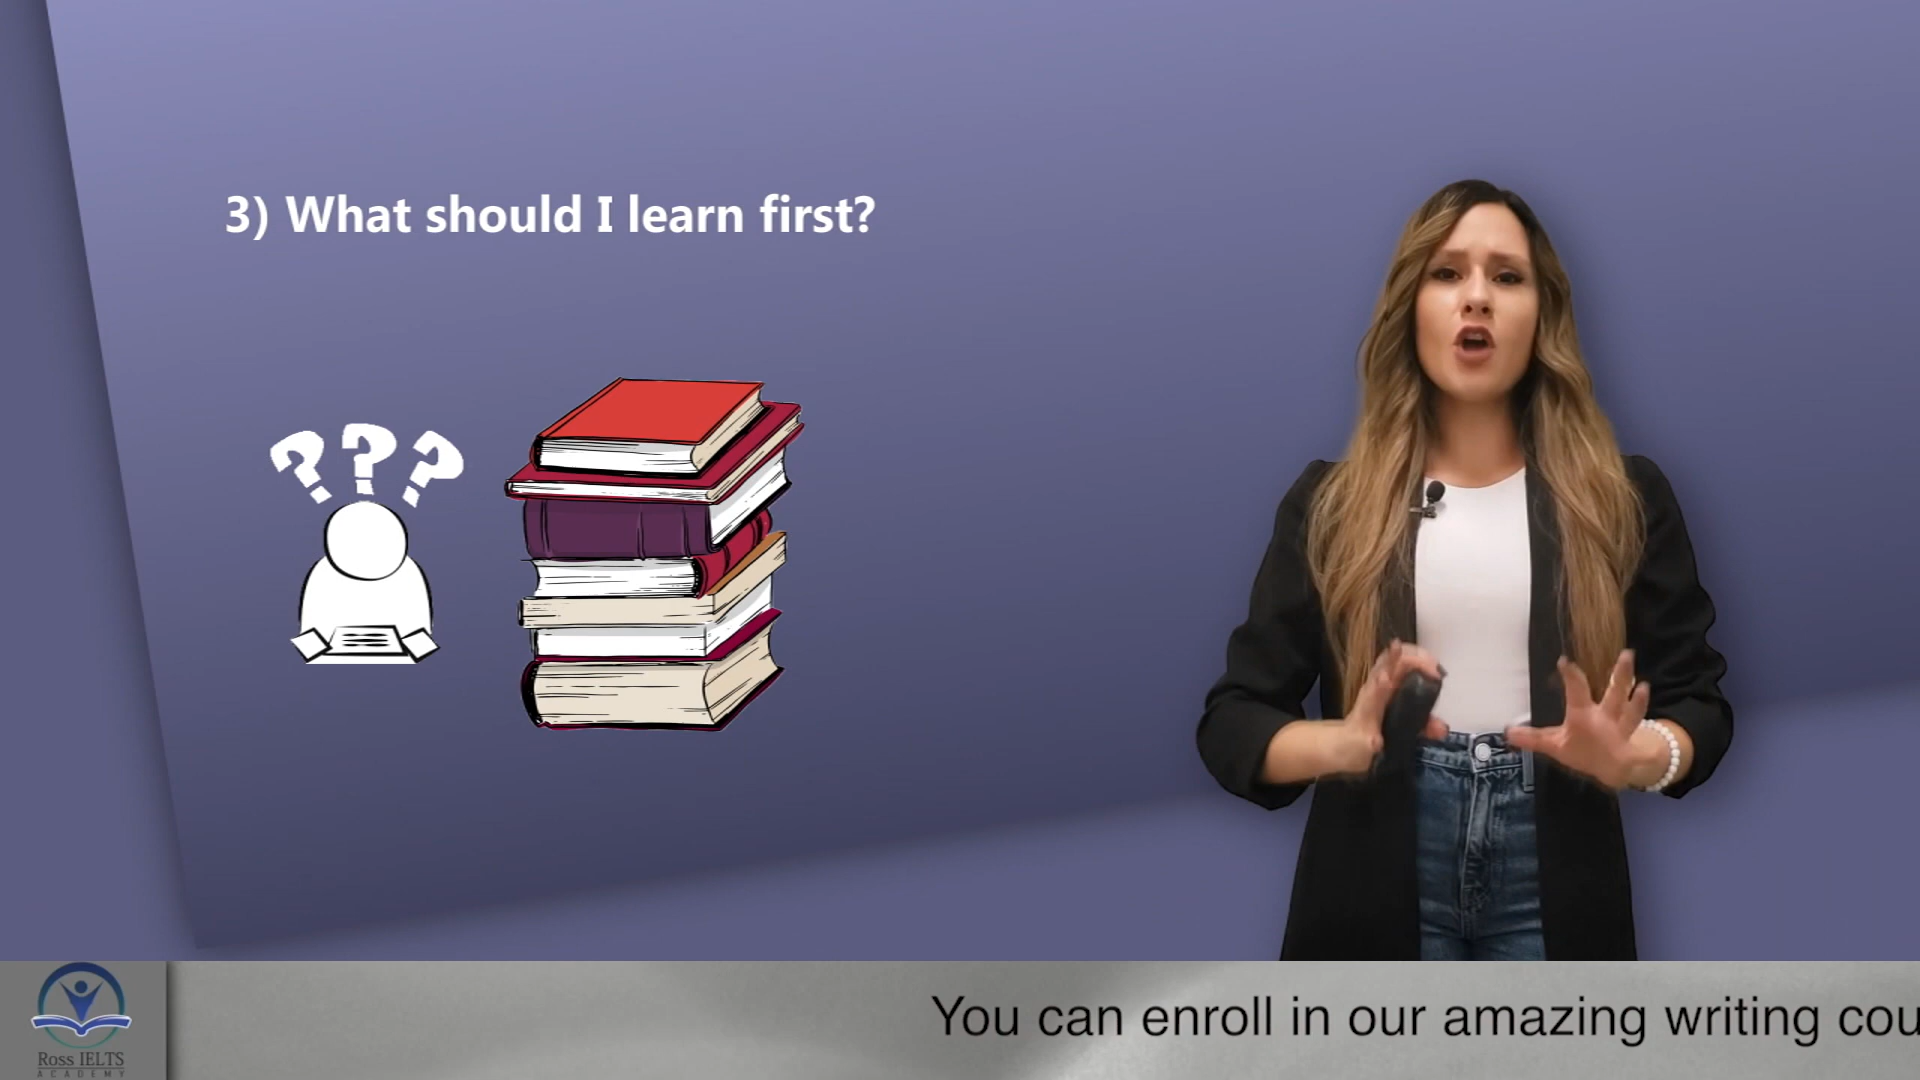 3) What should I learn first?
???
You can enroll in our amazing writing cou
Ross IELTS
ACADEMY